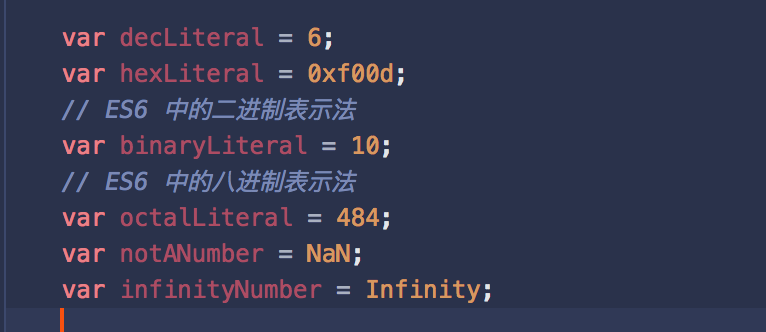 var decLiteral = 6;
var hexLiteral = 0xf00d;
// ES6 中的二进制表示法
var binaryLiteral = 10;
// ES6 中的八进制表示法
var octalLiteral = 484;
var notANumber = NaN;
var infinityNumber = Infinity;